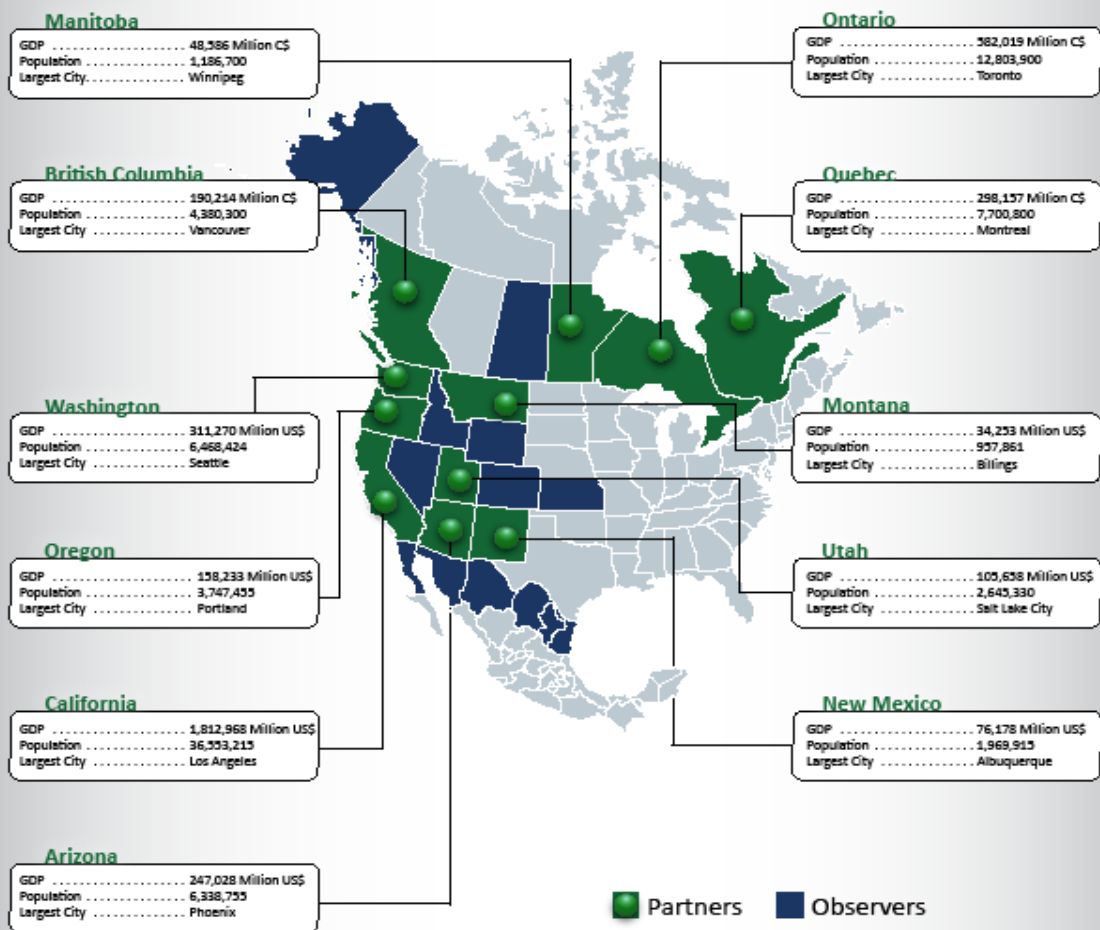 Manitoba
GDP ..................... 48,586 Million C$
Population ................ 1,186,700
Largest City................ Winnipeg
Ontario
GDP ..................... 582,019 Million C$
Population ................ 12,803,900
Largest City ................ Toronto
British Columbia
GDP ..................... 190,214 Million C$
Population ................ 4,380,300
Largest City ............... Vancouver
Quebec
GDP ..................... 298,157 Million C$
Population ................ 7,700,800
Largest City ................ Montreal
Washington
GDP ..................... 311,270 Million US$
Population ................ 6,468,424
Largest City ............... Seattle
Montana
GDP ..................... 34,253 Million US$
Population ................ 957,861
Largest City ................ Billings
Oregon
GDP ..................... 158,233 Million US$
Population ................ 3,747,455
Largest City ............... Portland
Utah
GDP ..................... 105,658 Million US$
Population ................ 2,645,330
Largest City ................ Salt Lake City
California
GDP ..................... 1,812,968 Million US$
Population ................ 36,553,215
Largest City ............... Los Angeles
New Mexico
GDP ..................... 76,178 Million US$
Population ................ 1,969,915
Largest City ................ Albuquerque
Arizona
GDP ..................... 247,028 Million US$
Population ................ 6,338,755
Largest City ............... Phoenix
Partners
Observers